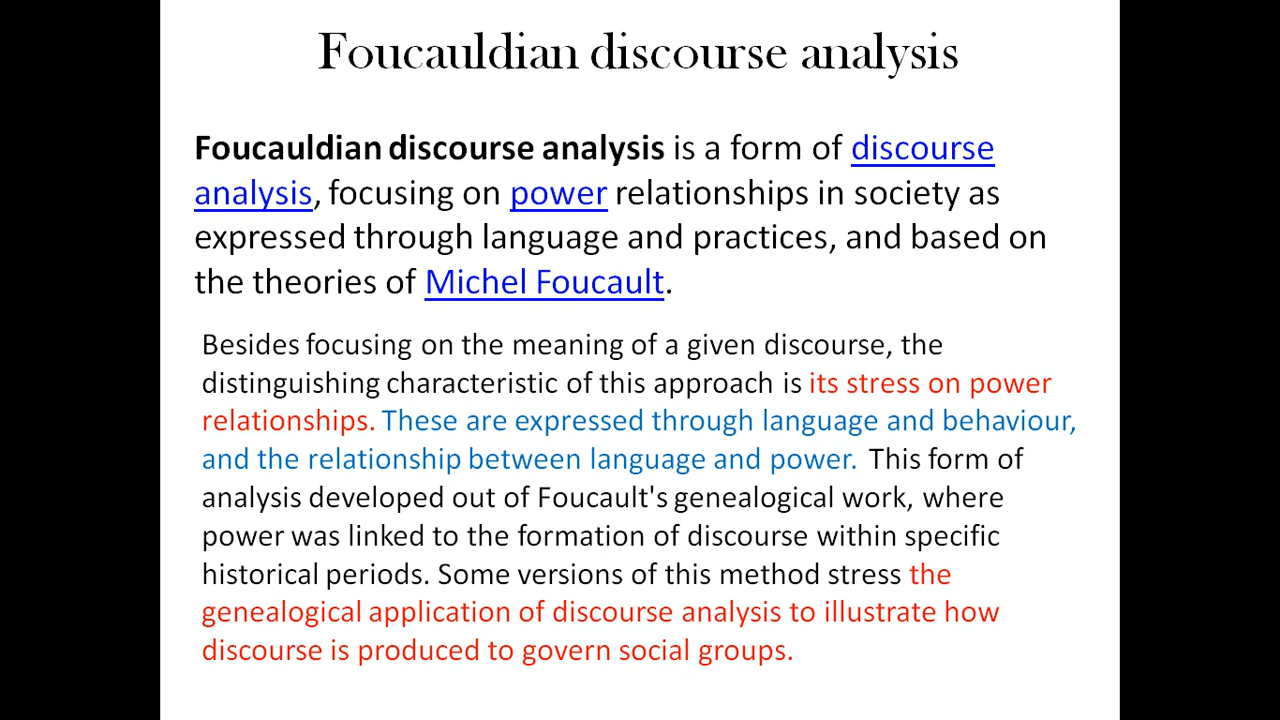 Foucauldian discourse analysis
Foucauldian discourse analysis is a form of discourse
analysis, focusing on power relationships in society as
expressed through language and practices, and based on
the theories of Michel Foucault.
Besides focusing on the meaning of a given discourse, the
distinguishing characteristic of this approach is its stress on power
relationships. These are expressed through language and behaviour,
and the relationship between language and power. This form of
analysis developed out of Foucault's genealogical work, where
power was linked to the formation of discourse within specific
historical periods. Some versions of this method stress the
genealogical application of discourse analysis to illustrate how
discourse is produced to govern social groups.